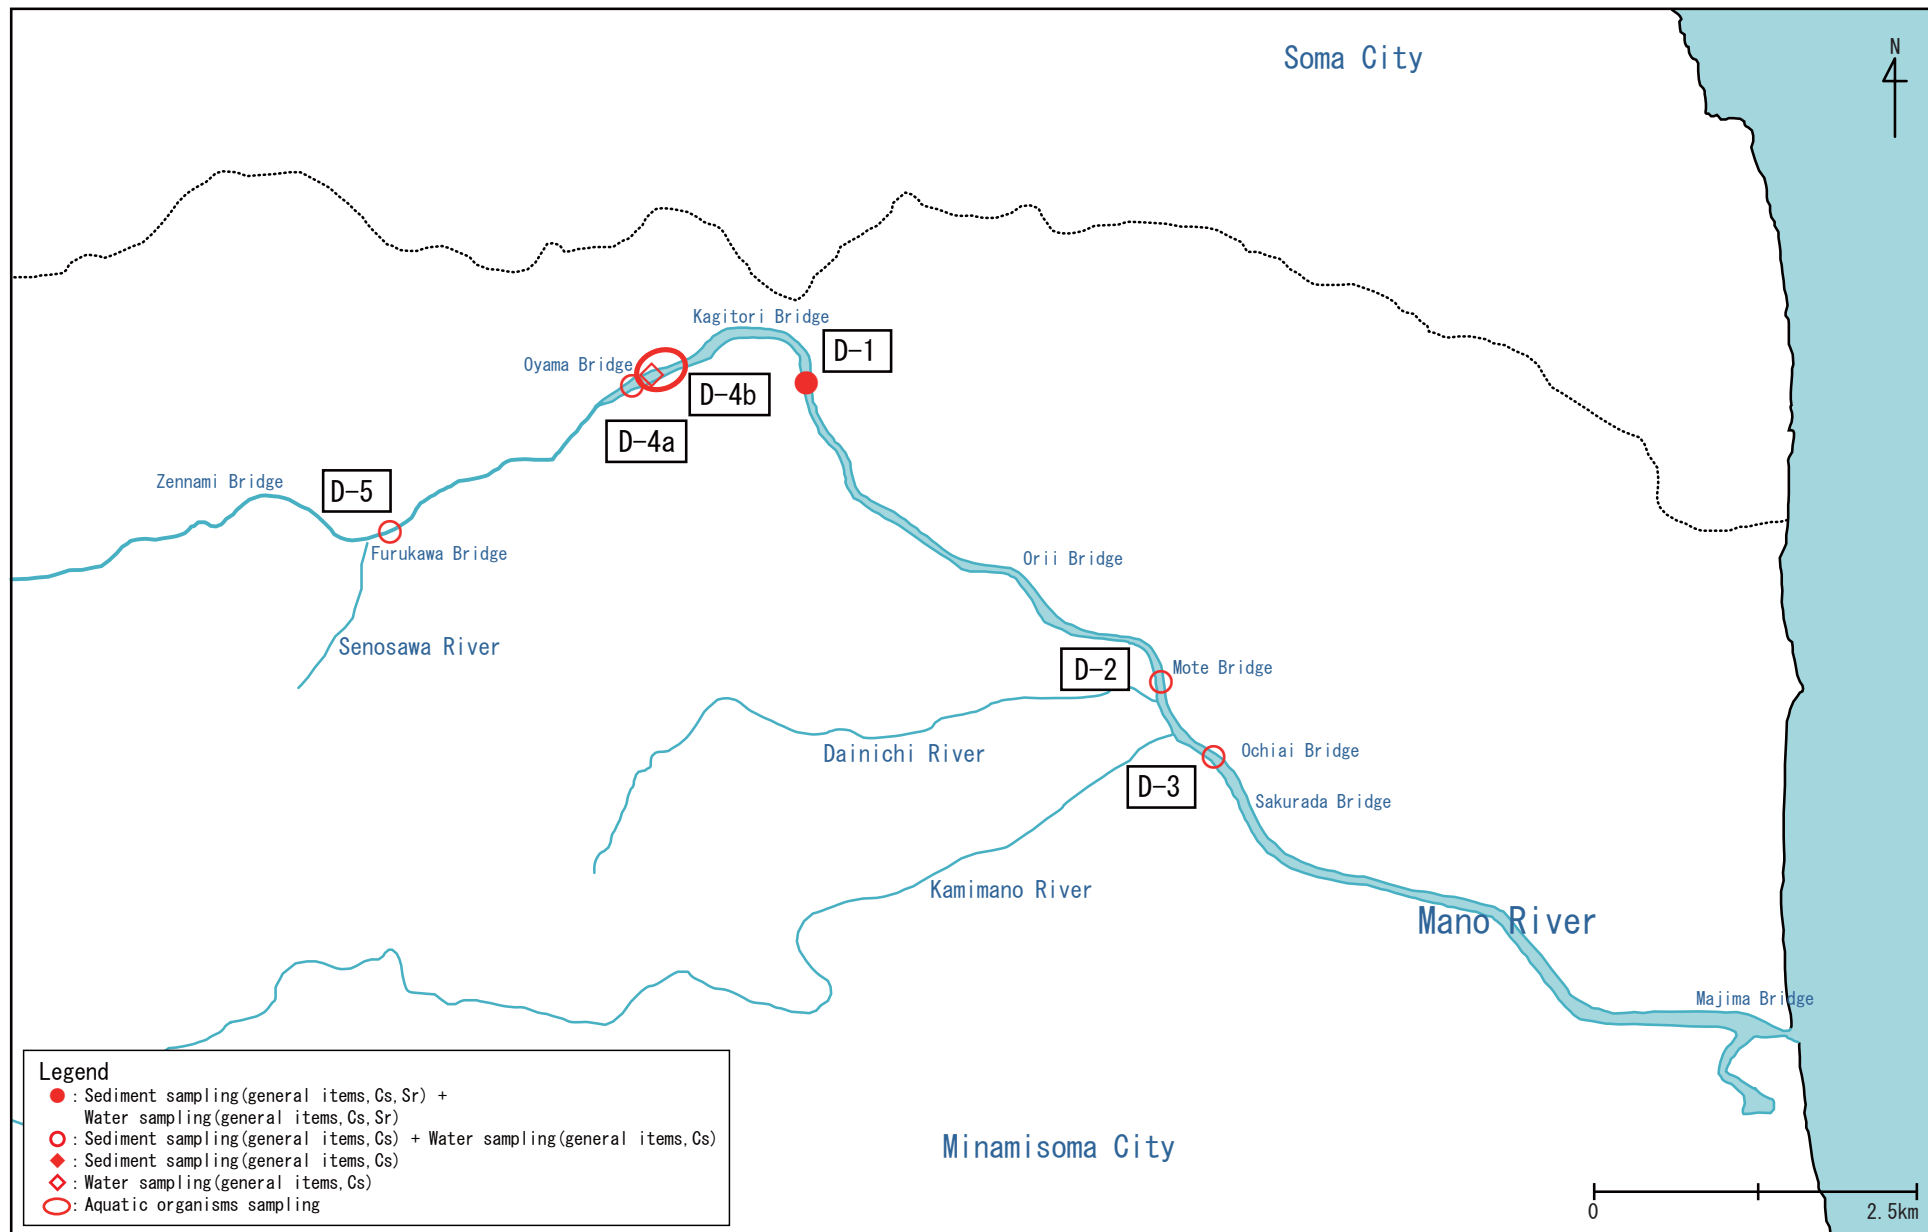 Soma City
N
Kagitori Bridge
D-1
Oyama Bridge
D-4b
D-4a
Zennami Bridge
D-5
Furukawa Bridge
Orii Bridge
Senosawa River
D-2
Mote Bridge
Dainichi River
Ochiai Bridge
D-3
Sakurada Bridge
Kamimano River
Mano River
Majima Bridge
Legend
: Sediment sampling(general items,Cs,Sr) +
Water sampling(general items,Cs,Sr)
: Sediment sampling(general items,Cs) + Water sampling(general items,Cs)
: Sediment sampling(general items,Cs)
: Water sampling(general items,Cs)
: Aquatic organisms sampling
Minamisoma City
0 2.5km